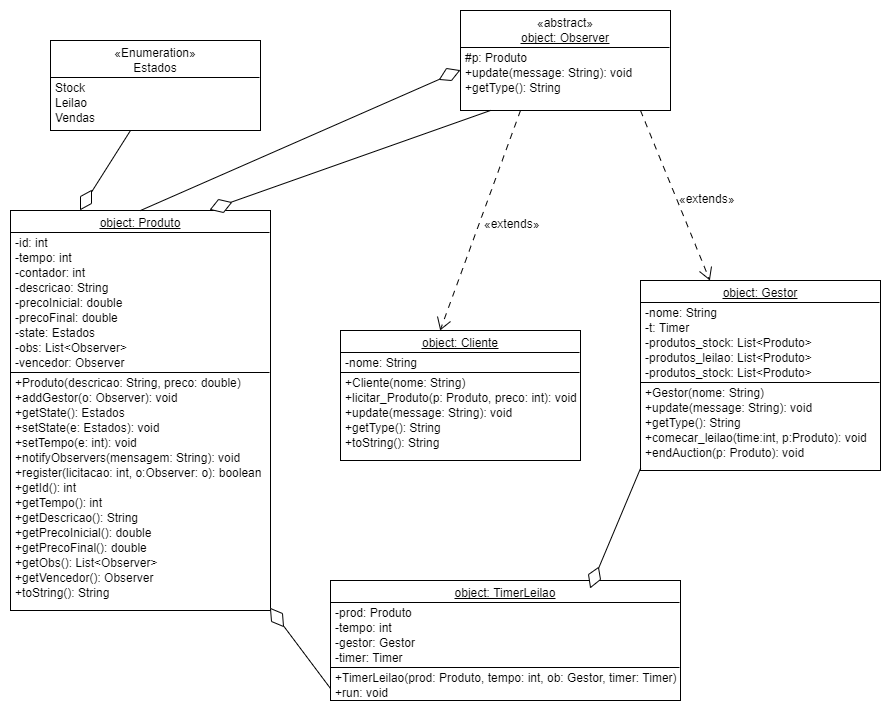 «Enumeration»
Estados
Stock
Leilao
Vendas
«abstract»
object: Observer
#p: Produto
+update(message: String): void
+getType(): String
object: Produto
-id: int
-tempo: int
-contador: int
-descricao: String
-precoInicial: double
-precoFinal: double
-state: Estados
-obs: List<Observer>
-vencedor: Observer
+Produto(descricao: String, preco: double)
+addGestor(o: Observer): void
+getState(): Estados
+setState(e: Estados): void
+setTempo(e: int): void
+notifyObservers(mensagem: String): void
+register(licitacao: int, o:Observer: o): boolean
+getId(): int
+getTempo(): int
+getDescricao(): String
+getPrecoInicial(): double
+getPrecoFinal(): double
+getObs(): List<Observer>
+getVencedor(): Observer
+toString(): String
«extends»
«extends»
object: Cliente
-nome: String
+Cliente(nome: String)
+licitar_Produto(p: Produto, preco: int): void
+update(message: String): void
+getType(): String
+toString(): String
object: Gestor
-nome: String
-t: Timer
-produtos_stock: List<Produto>
-produtos_leilao: List<Produto>
-produtos_stock: List<Produto>
+Gestor(nome: String)
+update(message: String): void
+getType(): String
+comecar_leilao(time:int, p:Produto): void
+endAuction(p: Produto): void
object: TimerLeilao
-prod: Produto
-tempo: int
-gestor: Gestor
-timer: Timer
+TimerLeilao(prod: Produto, tempo: int, ob: Gestor, timer: Timer)
+run: void